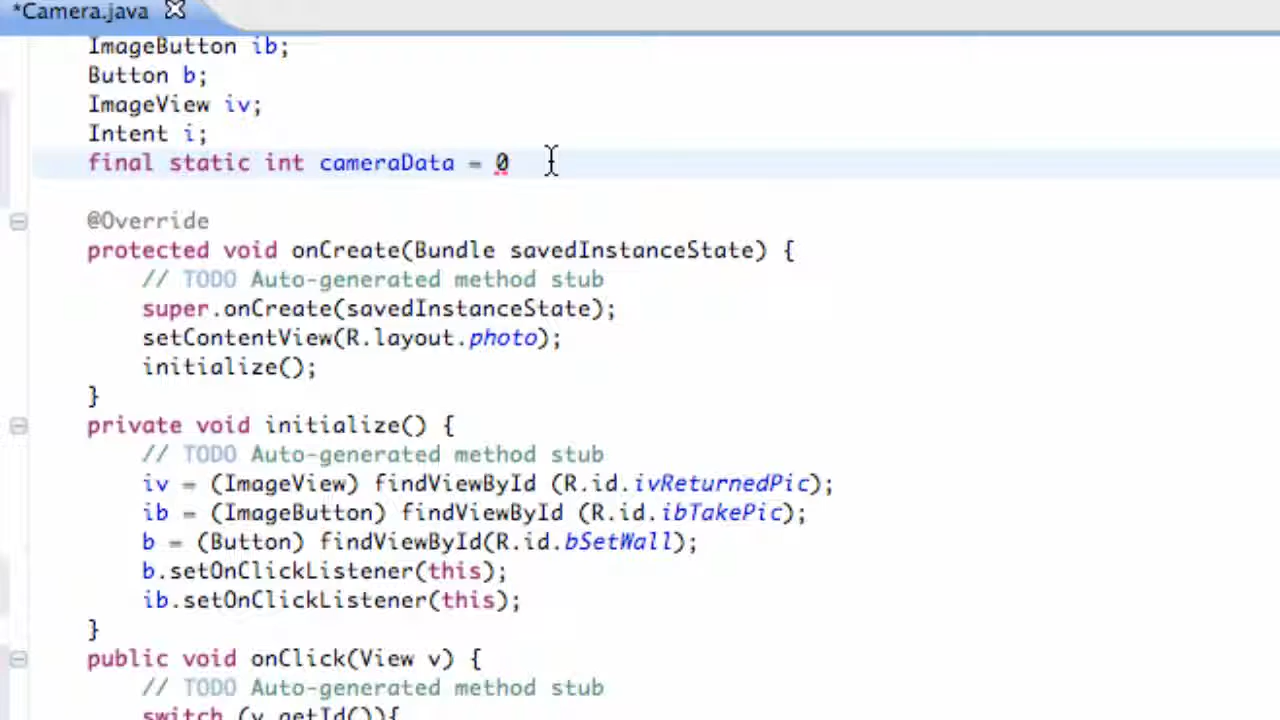 *Camera.java
ImageButton ib;
Button b;
ImageView iv;
Intent i;
final static int cameraData = 0
@Override
protected void onCreate(Bundle savedInstanceState) {
// TODO Auto-generated method stub
super.onCreate(savedInstanceState);
setContentView(R.layout.photo);
initialize();
}
private void initialize() {
// TODO Auto-generated method stub
iv = (ImageView) findViewById (R.id.ivReturnedPic);
ib = (ImageButton) findViewById (R.id.ibTakePic);
b = (Button) findViewById(R.id.bSetWall);
b.setOnClickListener(this);
ib.setOnClickListener(this);
}
public void onClick(View v) {
// TODO Auto-generated method stub
switch (v.getId()){